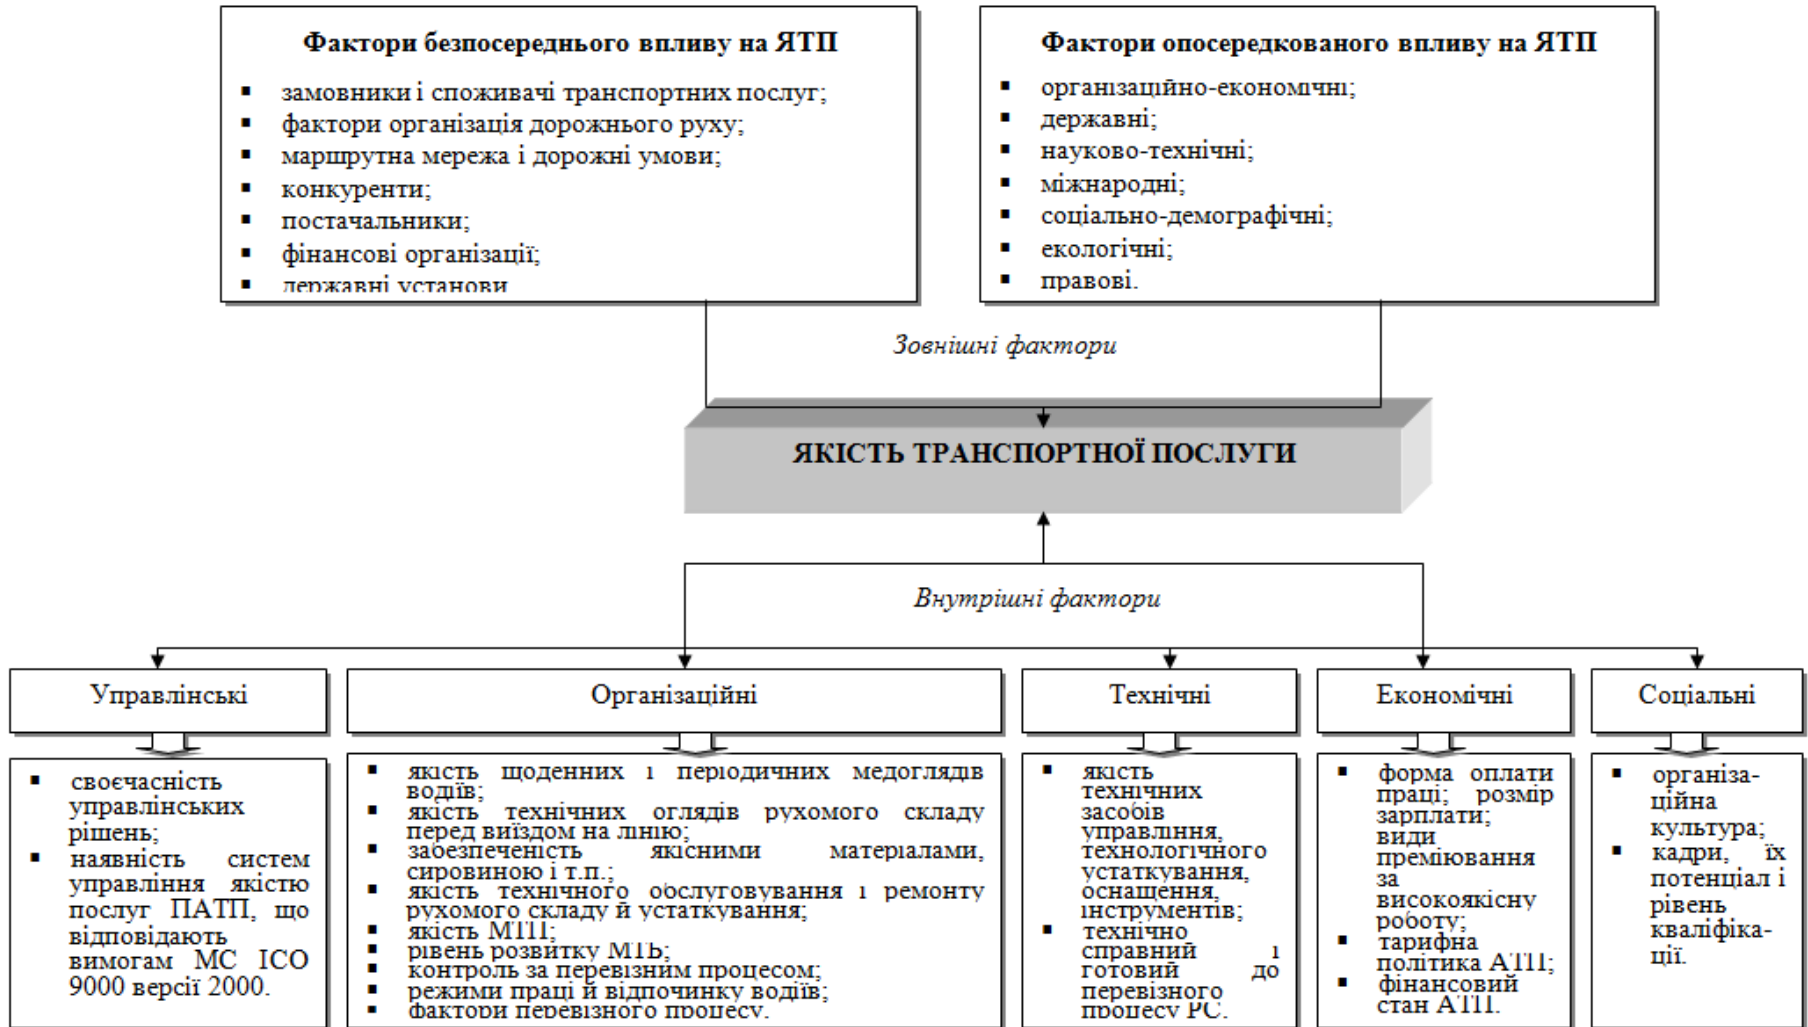 Фактори безпосереднього впливу на ЯТП
▪ замовники і споживачі транспортних послуг;
▪ фактори організація дорожнього руху;
▪ маршрутна мережа і дорожні умови;
▪ конкуренти;
▪ постачальники;
▪ фінансові організації;
▪ державні установи
Фактори опосередкованого впливу на ЯТП
▪ організаційно-економічні;
▪ державні;
▪ науково-технічні;
▪ міжнародні;
▪ соціально-демографічні;
▪ екологічні;
▪ правові.
Зовнішні фактори
ЯКІСТЬ ТРАНСПОРТНОЇ ПОСЛУГИ
Внутрішні фактори
Управлінські
▪ своєчасність
управлінських
рішень;
▪ наявність систем
управління якістю
послуг ПАТП, що
відповідають
вимогам МС ІСО
9000 версії 2000.
Організаційні
▪ якість щоденних і періодичних медоглядів
водіїв;
▪ якість технічних оглядів рухомого складу
перед виїздом на лінію;
▪ забезпеченість якісними матеріалами,
сировиною і т.п.;
▪ якість технічного обслуговування і ремонту
рухомого складу й устаткування;
▪ якість МТП;
▪ рівень розвитку МТБ;
▪ контроль за перевізним процесом;
▪ режими праці й відпочинку водіїв;
▪ фактори перевізного процесу.
Технічні
▪ якість
технічних
засобів
управління,
технологічного
устаткування,
оснащення,
інструментів;
▪ технічно
справний і
готовий до
перевізного
процесу РС.
Економічні
▪ форма оплати
праці; розмір
зарплати;
види
преміювання
за
високоякісну
роботу;
▪ тарифна
політика АТП;
▪ фінансовий
стан АТП.
Соціальні
▪ організа-
ційна
культура;
▪ кадри, їх
потенціал і
рівень
кваліфіка-
ції.